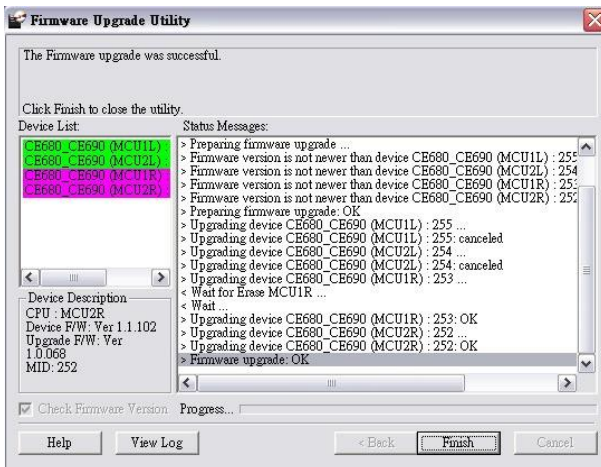 Firmware Upgrade Utility
The Firmware upgrade was successful.
Click Finish to close the utility.
Device List:
CE680_CE690 (MCU1L) :
CE680_CE690 (MCU2L) :
CE680_CE690 (MCU1R) :
CE680_CE690 (MCU2R) :
Device Description
CPU : MCU2R
Device F/W: Ver 1.1.102
Upgrade F/W: Ver
1.0.068
MID: 252
Status Messages:
> Preparing firmware upgrade ...
> Firmware version is not newer than device CE680_CE690 (MCU1L) : 255
> Firmware version is not newer than device CE680_CE690 (MCU2L) : 254
> Firmware version is not newer than device CE680_CE690 (MCU1R) : 253
> Firmware version is not newer than device CE680_CE690 (MCU2R) : 252
> Preparing firmware upgrade: OK
> Upgrading device CE680_CE690 (MCU1L) : 255 ...
> Upgrading device CE680_CE690 (MCU1L) : 255: canceled
> Upgrading device CE680_CE690 (MCU2L) : 254 ...
> Upgrading device CE680_CE690 (MCU2L) : 254: canceled
> Upgrading device CE680_CE690 (MCU1R) : 253 ...
< Wait for Erase MCU1R ...
< Wait ...
> Upgrading device CE680_CE690 (MCU1R) : 253: OK
> Upgrading device CE680_CE690 (MCU2R) : 252 ...
> Upgrading device CE680_CE690 (MCU2R) : 252: OK
> Firmware upgrade: OK
Check Firmware Version
Progress...
Help
View Log
< Back
Finish
Cancel